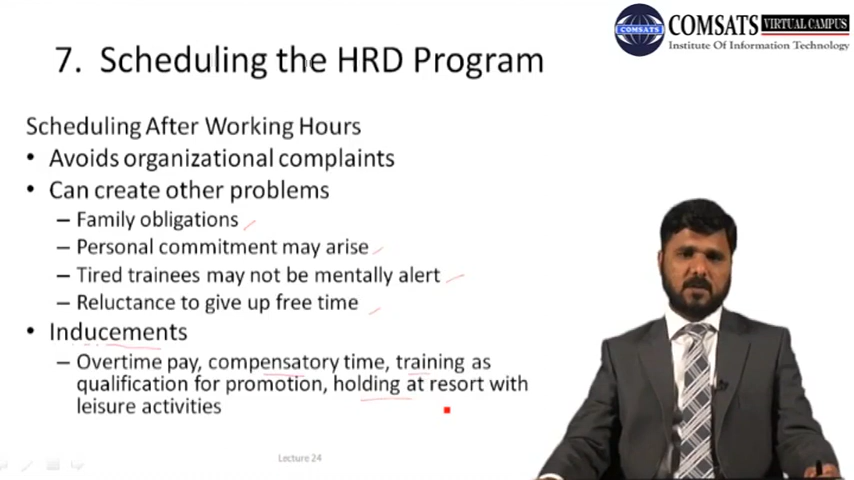 COMSATS
COMSATS VIRTUAL CAMPUS
Institute Of Information Technology
7. Scheduling the HRD Program
Scheduling After Working Hours
• Avoids organizational complaints
• Can create other problems
– Family obligations
– Personal commitment may arise
– Tired trainees may not be mentally alert
– Reluctance to give up free time
• Inducements
– Overtime pay, compensatory time, training as
qualification for promotion, holding at resort with
leisure activities
Lecture 24